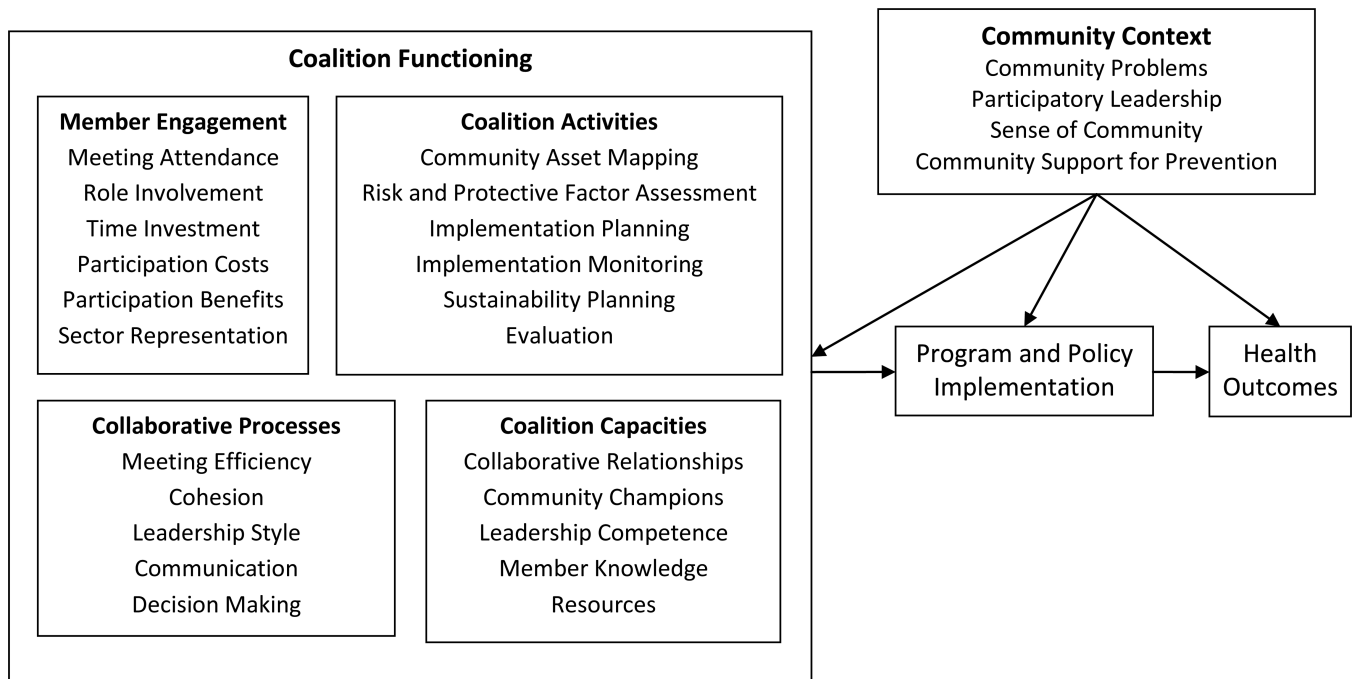 Coalition Functioning
Member Engagement
Meeting Attendance
Role Involvement
Time Investment
Participation Costs
Participation Benefits
Sector Representation
Coalition Activities
Community Asset Mapping
Risk and Protective Factor Assessment
Implementation Planning
Implementation Monitoring
Sustainability Planning
Evaluation
Collaborative Processes
Meeting Efficiency
Cohesion
Leadership Style
Communication
Decision Making
Coalition Capacities
Collaborative Relationships
Community Champions
Leadership Competence
Member Knowledge
Resources
Community Context
Community Problems
Participatory Leadership
Sense of Community
Community Support for Prevention
Program and Policy
Implementation
Health
Outcomes